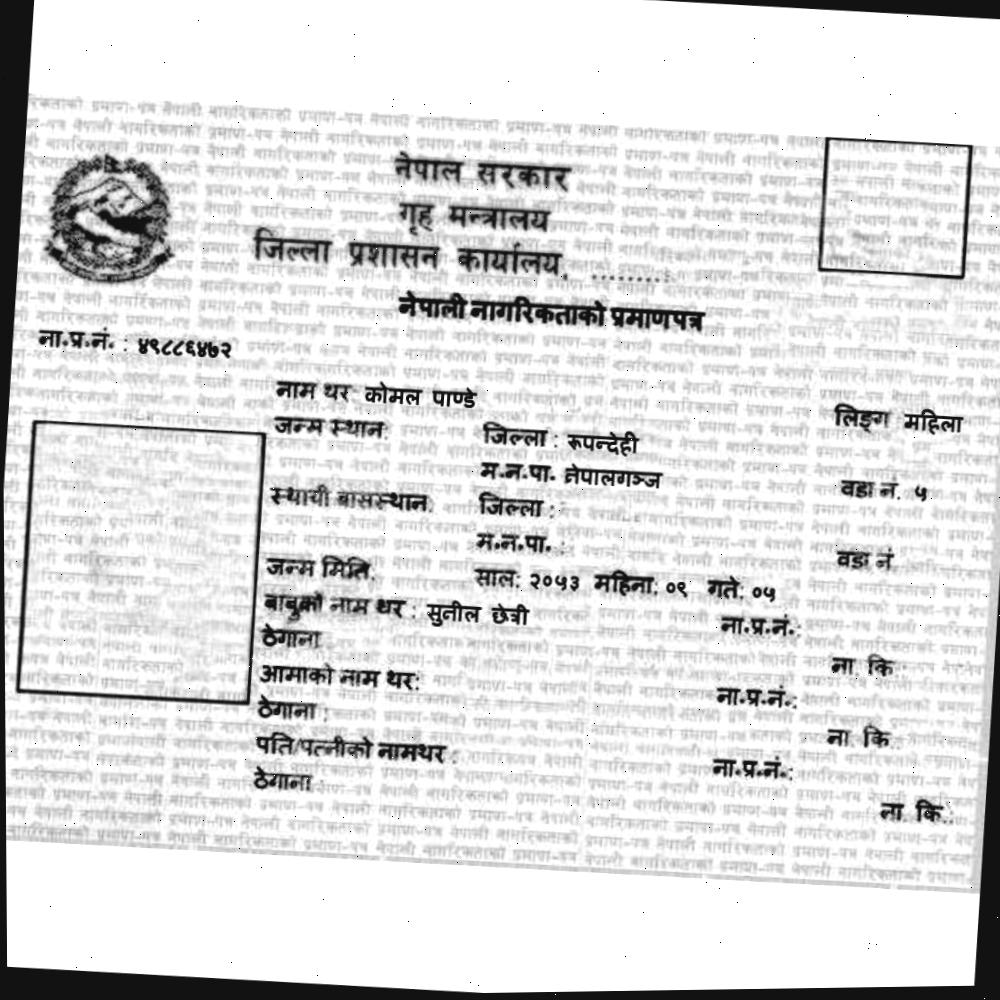 नेपाल सरकार
गृह मन्त्रालय
जिल्ला प्रशासन कार्यालय, ..........
नेपाली नागरिकताको प्रमाणपत्र
ना.प्र.नं. : ४९८८६४७२
नाम थर: कोमल पाण्डे
लिङ्ग महिला
जन्म स्थान:
जिल्ला : रूपन्देही
म.न.पा. नेपालगञ्ज
वडा नं. ५
स्थायी बासस्थान:
जिल्ला :
म.न.पा. :
वडा नं
जन्म मिति:
साल: २०५३ महिना: ०९ गते: ०५
बाबुको नाम थर : सुनील छेत्री
ना.प्र.नं.:
ठेगाना
ना. कि.:
आमाको नाम थर:
ना.प्र.नं.:
ठेगाना :
ना. कि.:
पति/पत्नीको नामथर :
ना.प्र.नं.:
ठेगाना
ना. कि.: